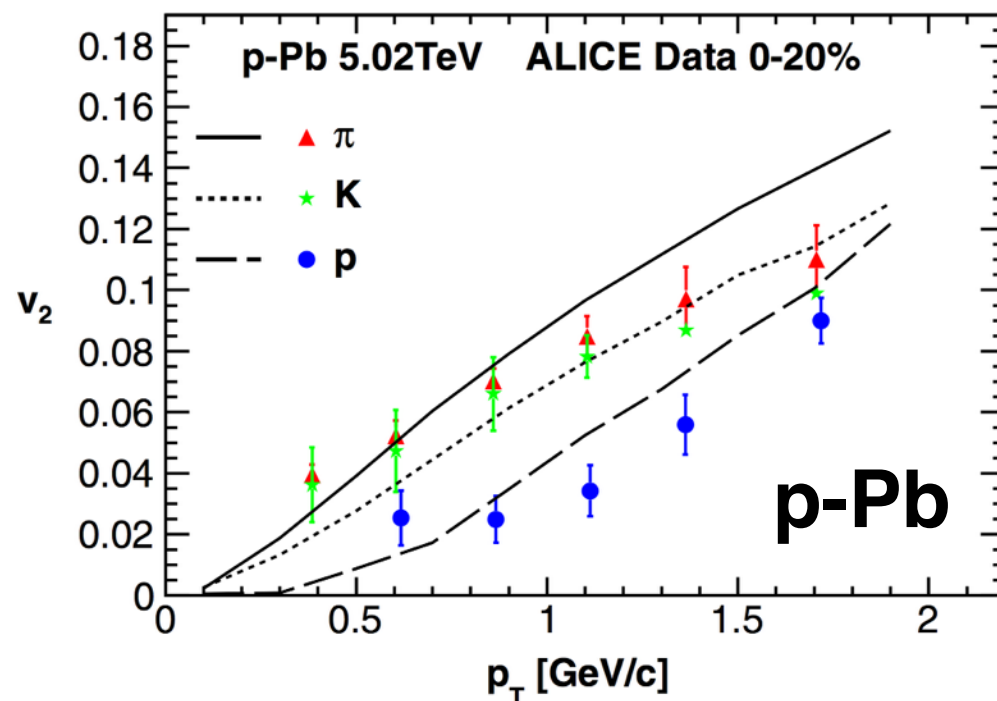 p-Pb 5.02TeV ALICE Data 0-20%
π
K
p
p-Pb
v₂
0.18
0.16
0.14
0.12
0.1
0.08
0.06
0.04
0.02
0
0 0.5 1 1.5 2
p_T [GeV/c]